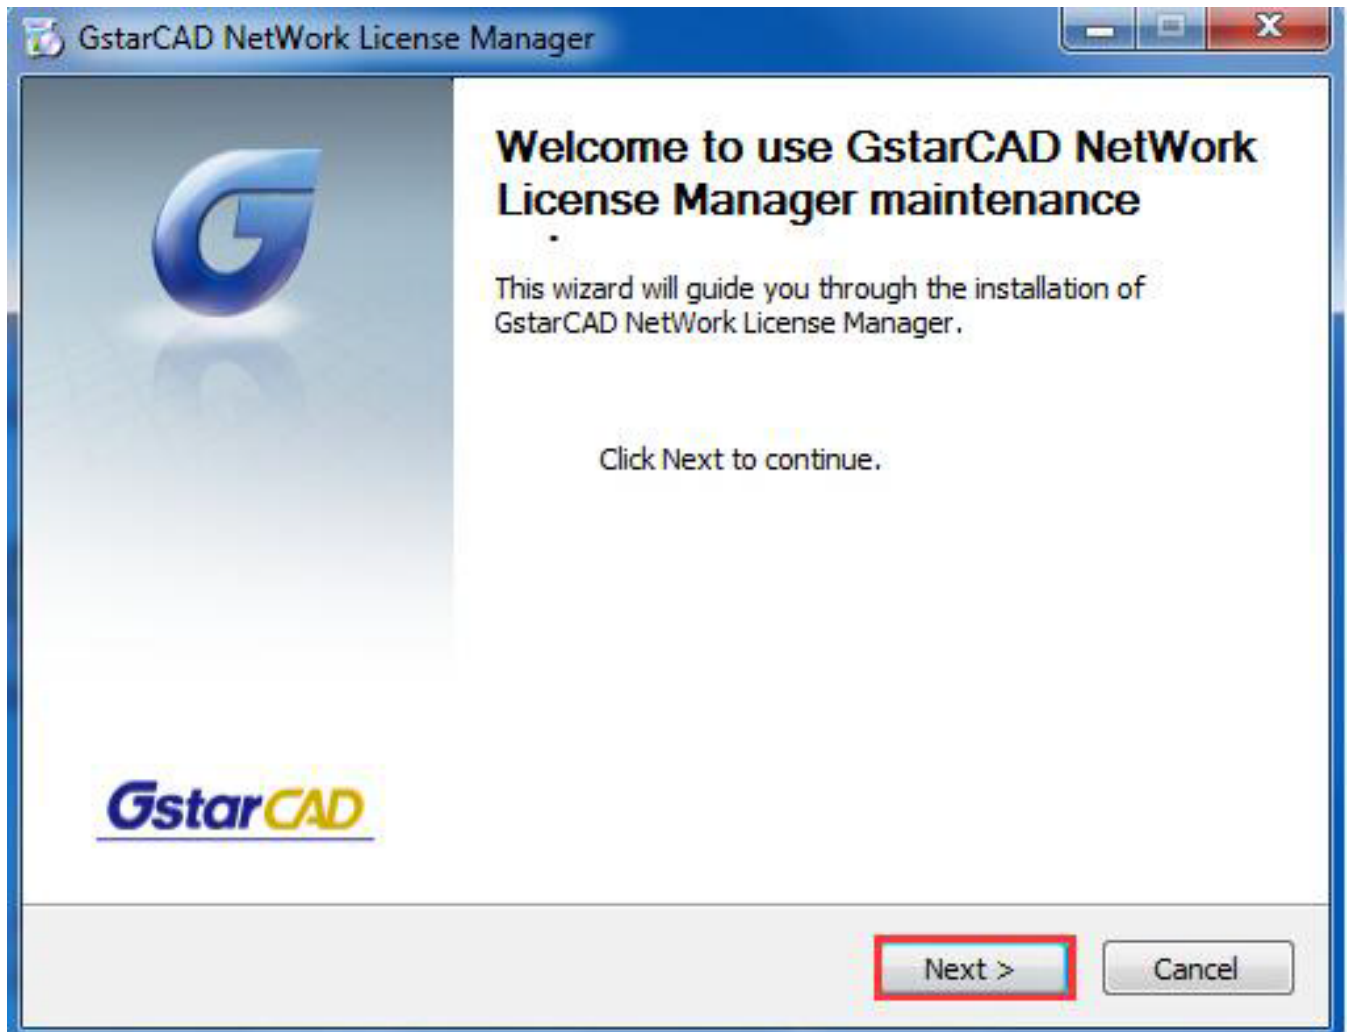 GstarCAD NetWork License Manager
Welcome to use GstarCAD NetWork
License Manager maintenance
This wizard will guide you through the installation of
GstarCAD NetWork License Manager.
Click Next to continue.
GstarCAD
Next >
Cancel